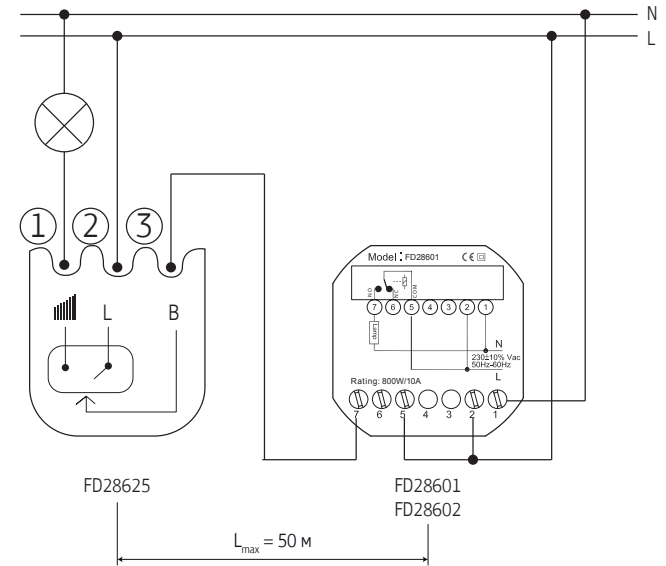 N
L
1 2 3
L B
FD28625
Model : FD28601 CE
NO NC COM
7 6 5 4 3 2 1
Lamp
N
230±10% Vac
50Hz-60Hz
L
Rating: 800W/10A
7 6 5 4 3 2 1
FD28601
FD28602
Lmax = 50 м